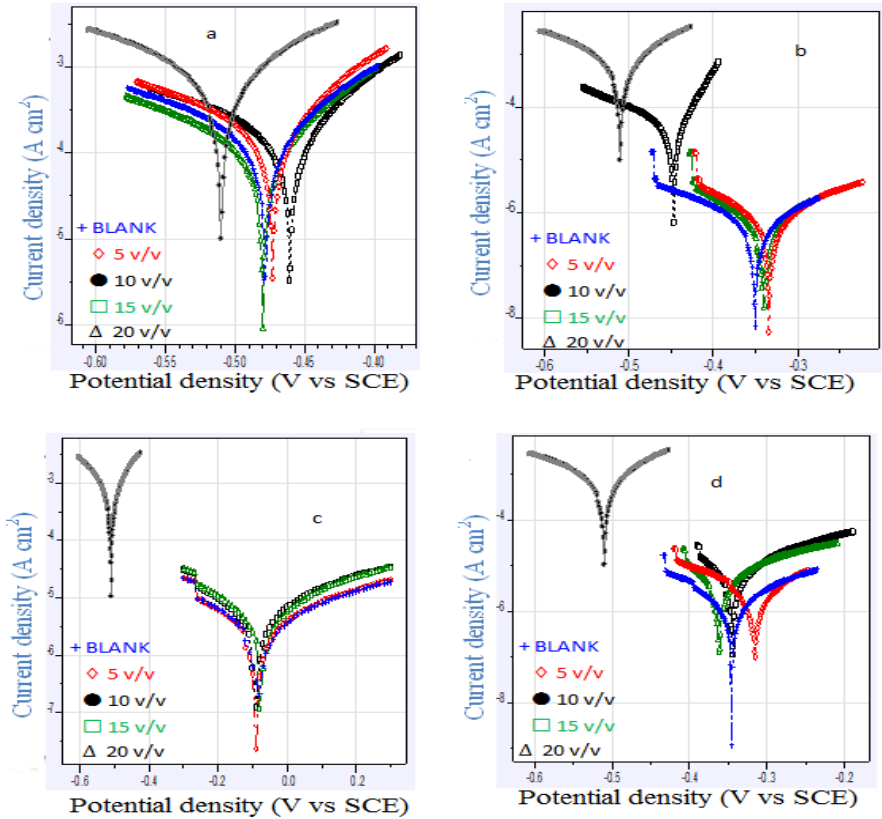 a
-3
-4
-5
-6
-0.60
-0.50
-0.40
Current density (A cm²)
+ BLANK
◇ 5 v/v
● 10 v/v
□ 15 v/v
Δ 20 v/v
Potential density (V vs SCE)
b
-4
-6
-8
-0.6
-0.5
-0.4
-0.3
Current density (A cm²)
+ BLANK
◇ 5 v/v
● 10 v/v
□ 15 v/v
Δ 20 v/v
Potential density (V vs SCE)
c
-3
-4
-5
-6
-7
-0.6
-0.4
-0.2
0.0
0.2
Current density (A cm²)
+ BLANK
◇ 5 v/v
● 10 v/v
□ 15 v/v
Δ 20 v/v
Potential density (V vs SCE)
d
-4
-6
-8
-0.6
-0.5
-0.4
-0.3
-0.2
Current density (A cm²)
+ BLANK
◇ 5 v/v
● 10 v/v
□ 15 v/v
Δ 20 v/v
Potential density (V vs SCE)